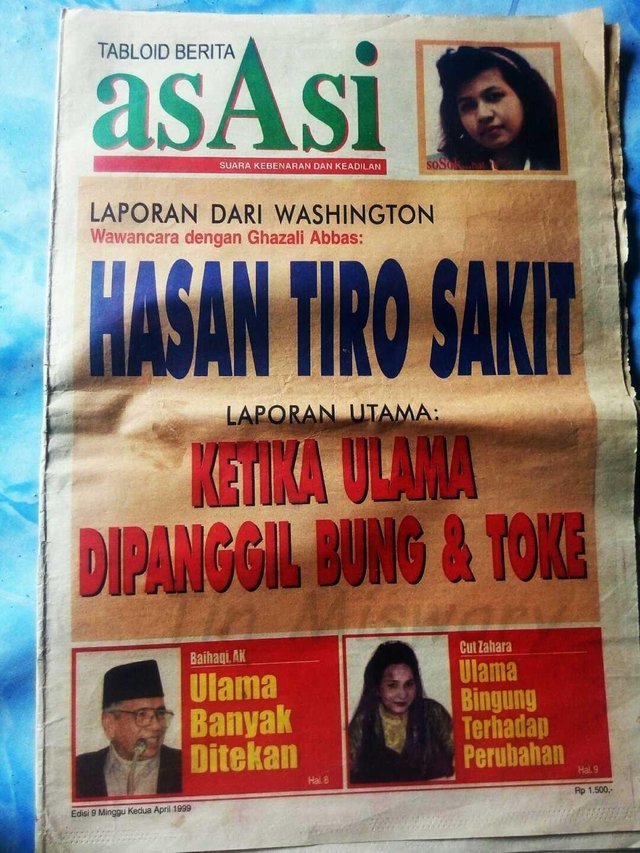 TABLOID BERITA
asAsi
SUARA KEBENARAN DAN KEADILAN
LAPORAN DARI WASHINGTON
Wawancara dengan Ghazali Abbas:
HASAN TIRO SAKIT
LAPORAN UTAMA:
KETIKA ULAMA
DIPANGGIL BUNG & TOKE
Miswary
Baihaqi, AK
Ulama
Banyak
Ditekan
Hal. 8
Cut Zahara
Ulama
Bingung
Terhadap
Perubahan
Hal. 9
Edisi 9 Minggu Kedua April 1999
Rp 1.500,-